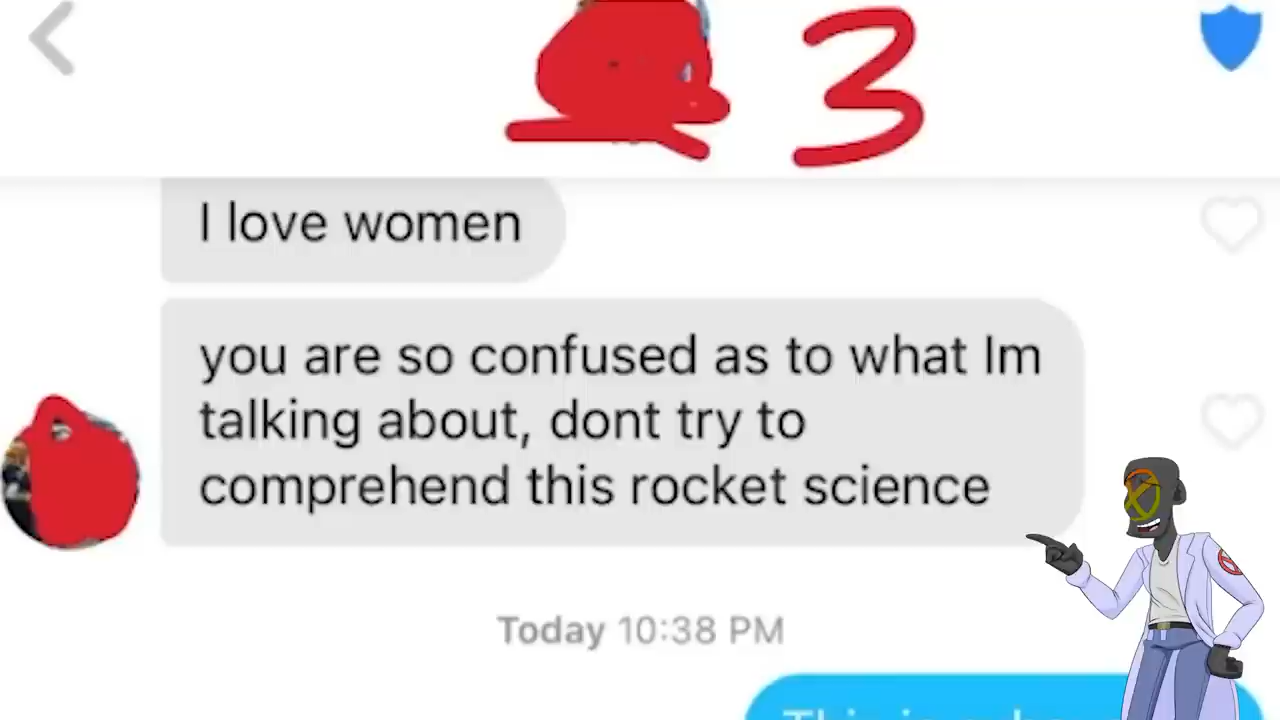 3
I love women
you are so confused as to what Im
talking about, dont try to
comprehend this rocket science
Today 10:38 PM